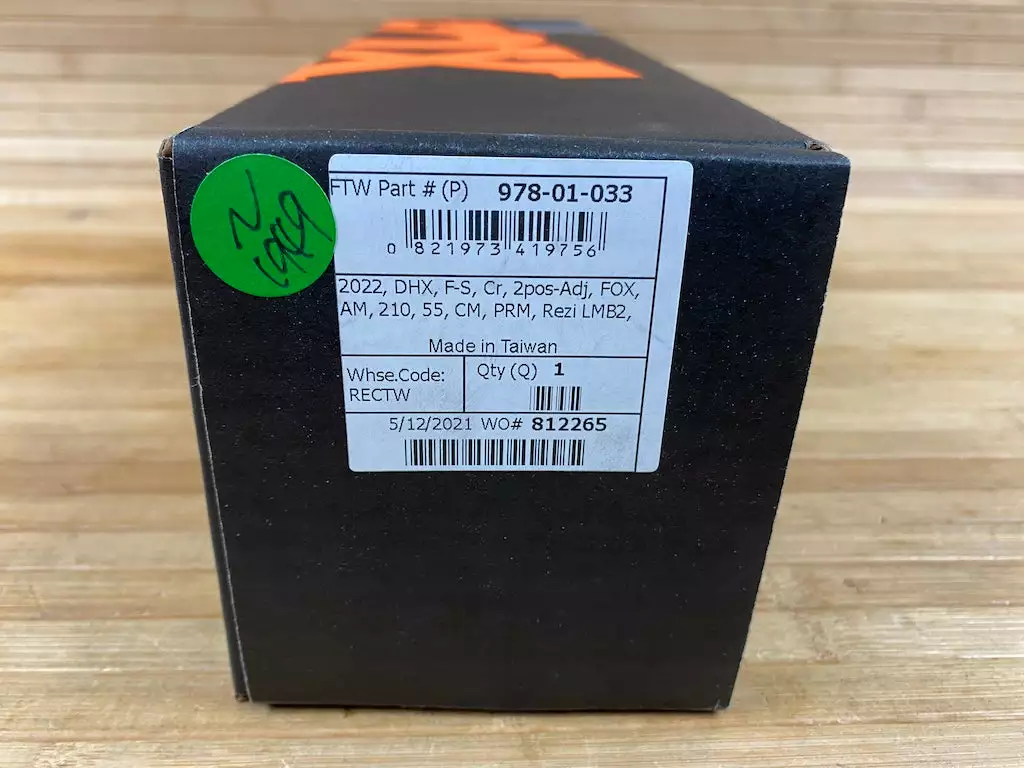 FOX
FTW Part # (P) 978-01-033
0 821973 419756
2022, DHX, F-S, Cr, 2pos-Adj, FOX,
AM, 210, 55, CM, PRM, Rezi LMB2,
Made in Taiwan
Whse.Code:
RECTW
Qty (Q) 1
5/12/2021 WO# 812265